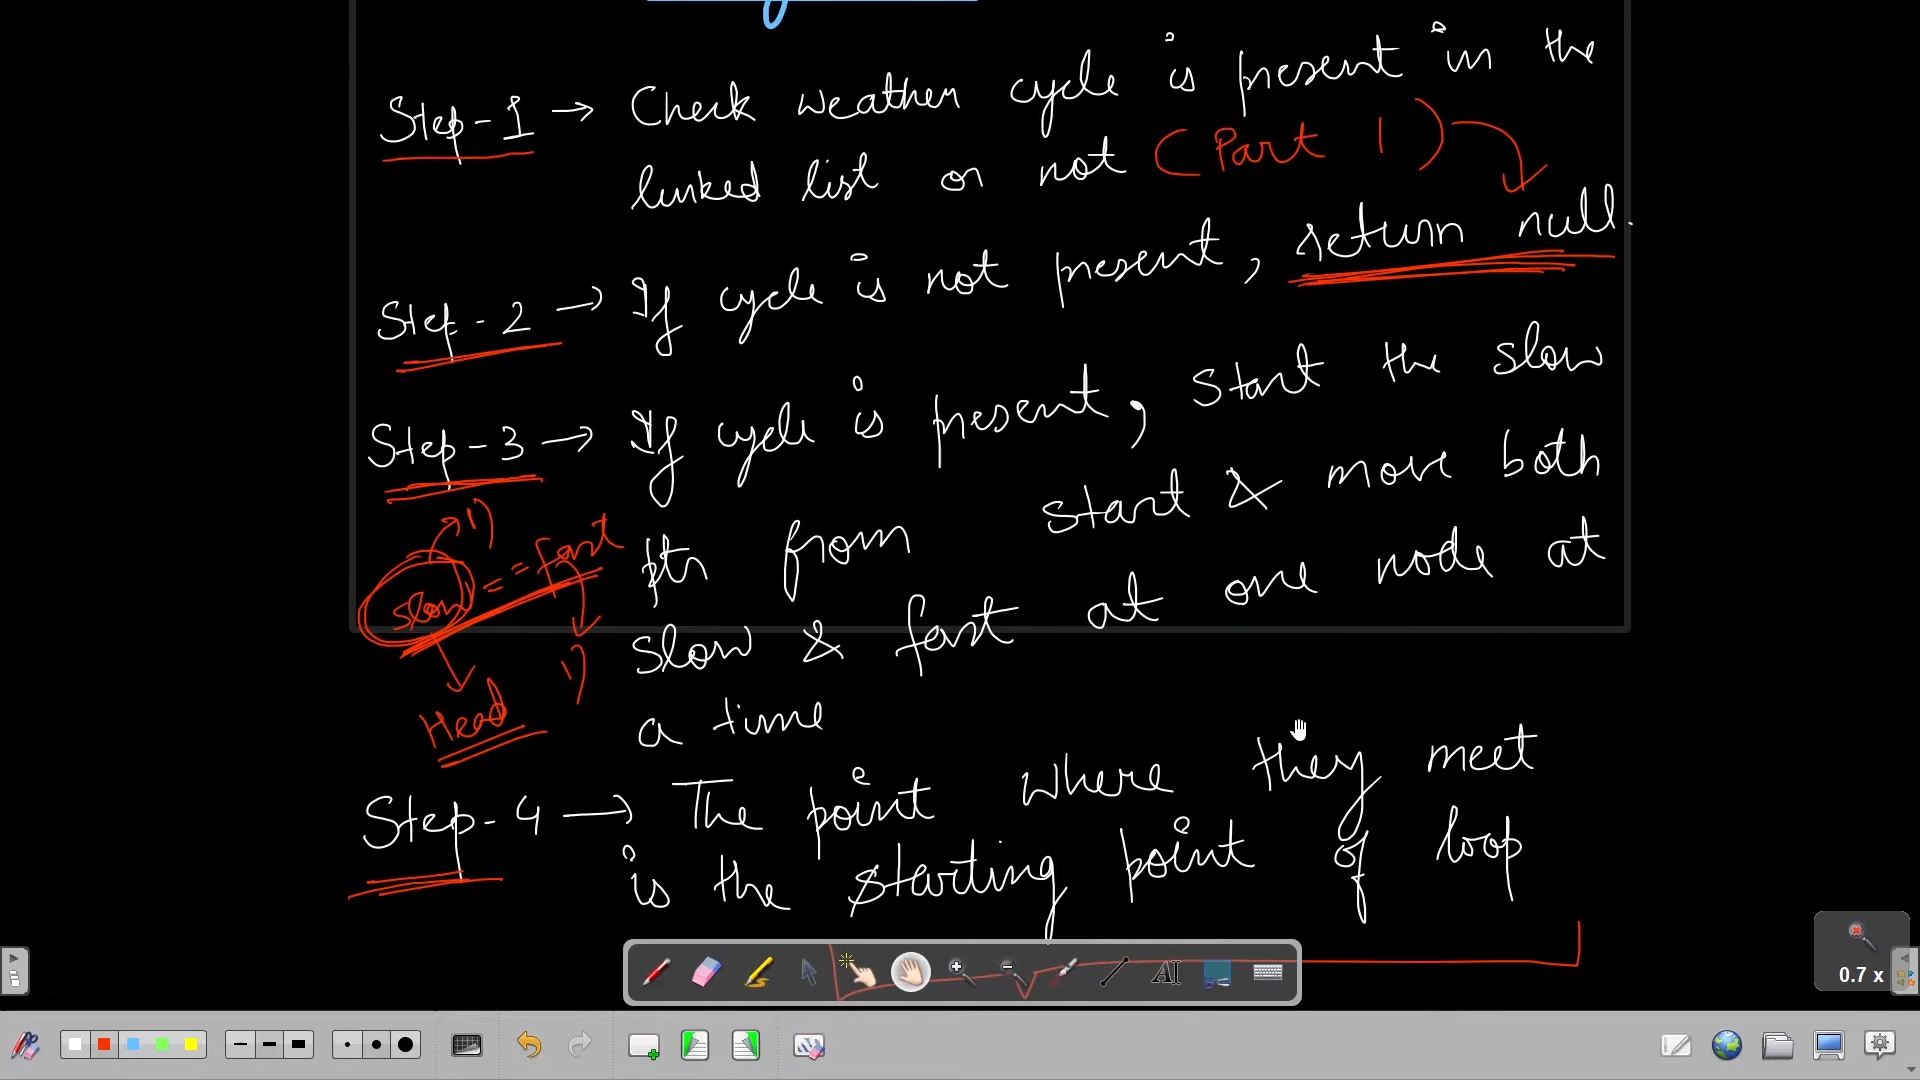 Step-1 → Check weather cycle is present in the
linked list or not (Part 1)
Step-2 → If cycle is not present, return null.
Step-3 → If cycle is present, start the slow
ptr from start & move both
slow & fast at one node at
a time
1)
slow == fast
1)
Head
Step-4 → The point where they meet
is the starting point of loop
AI
0.7 x